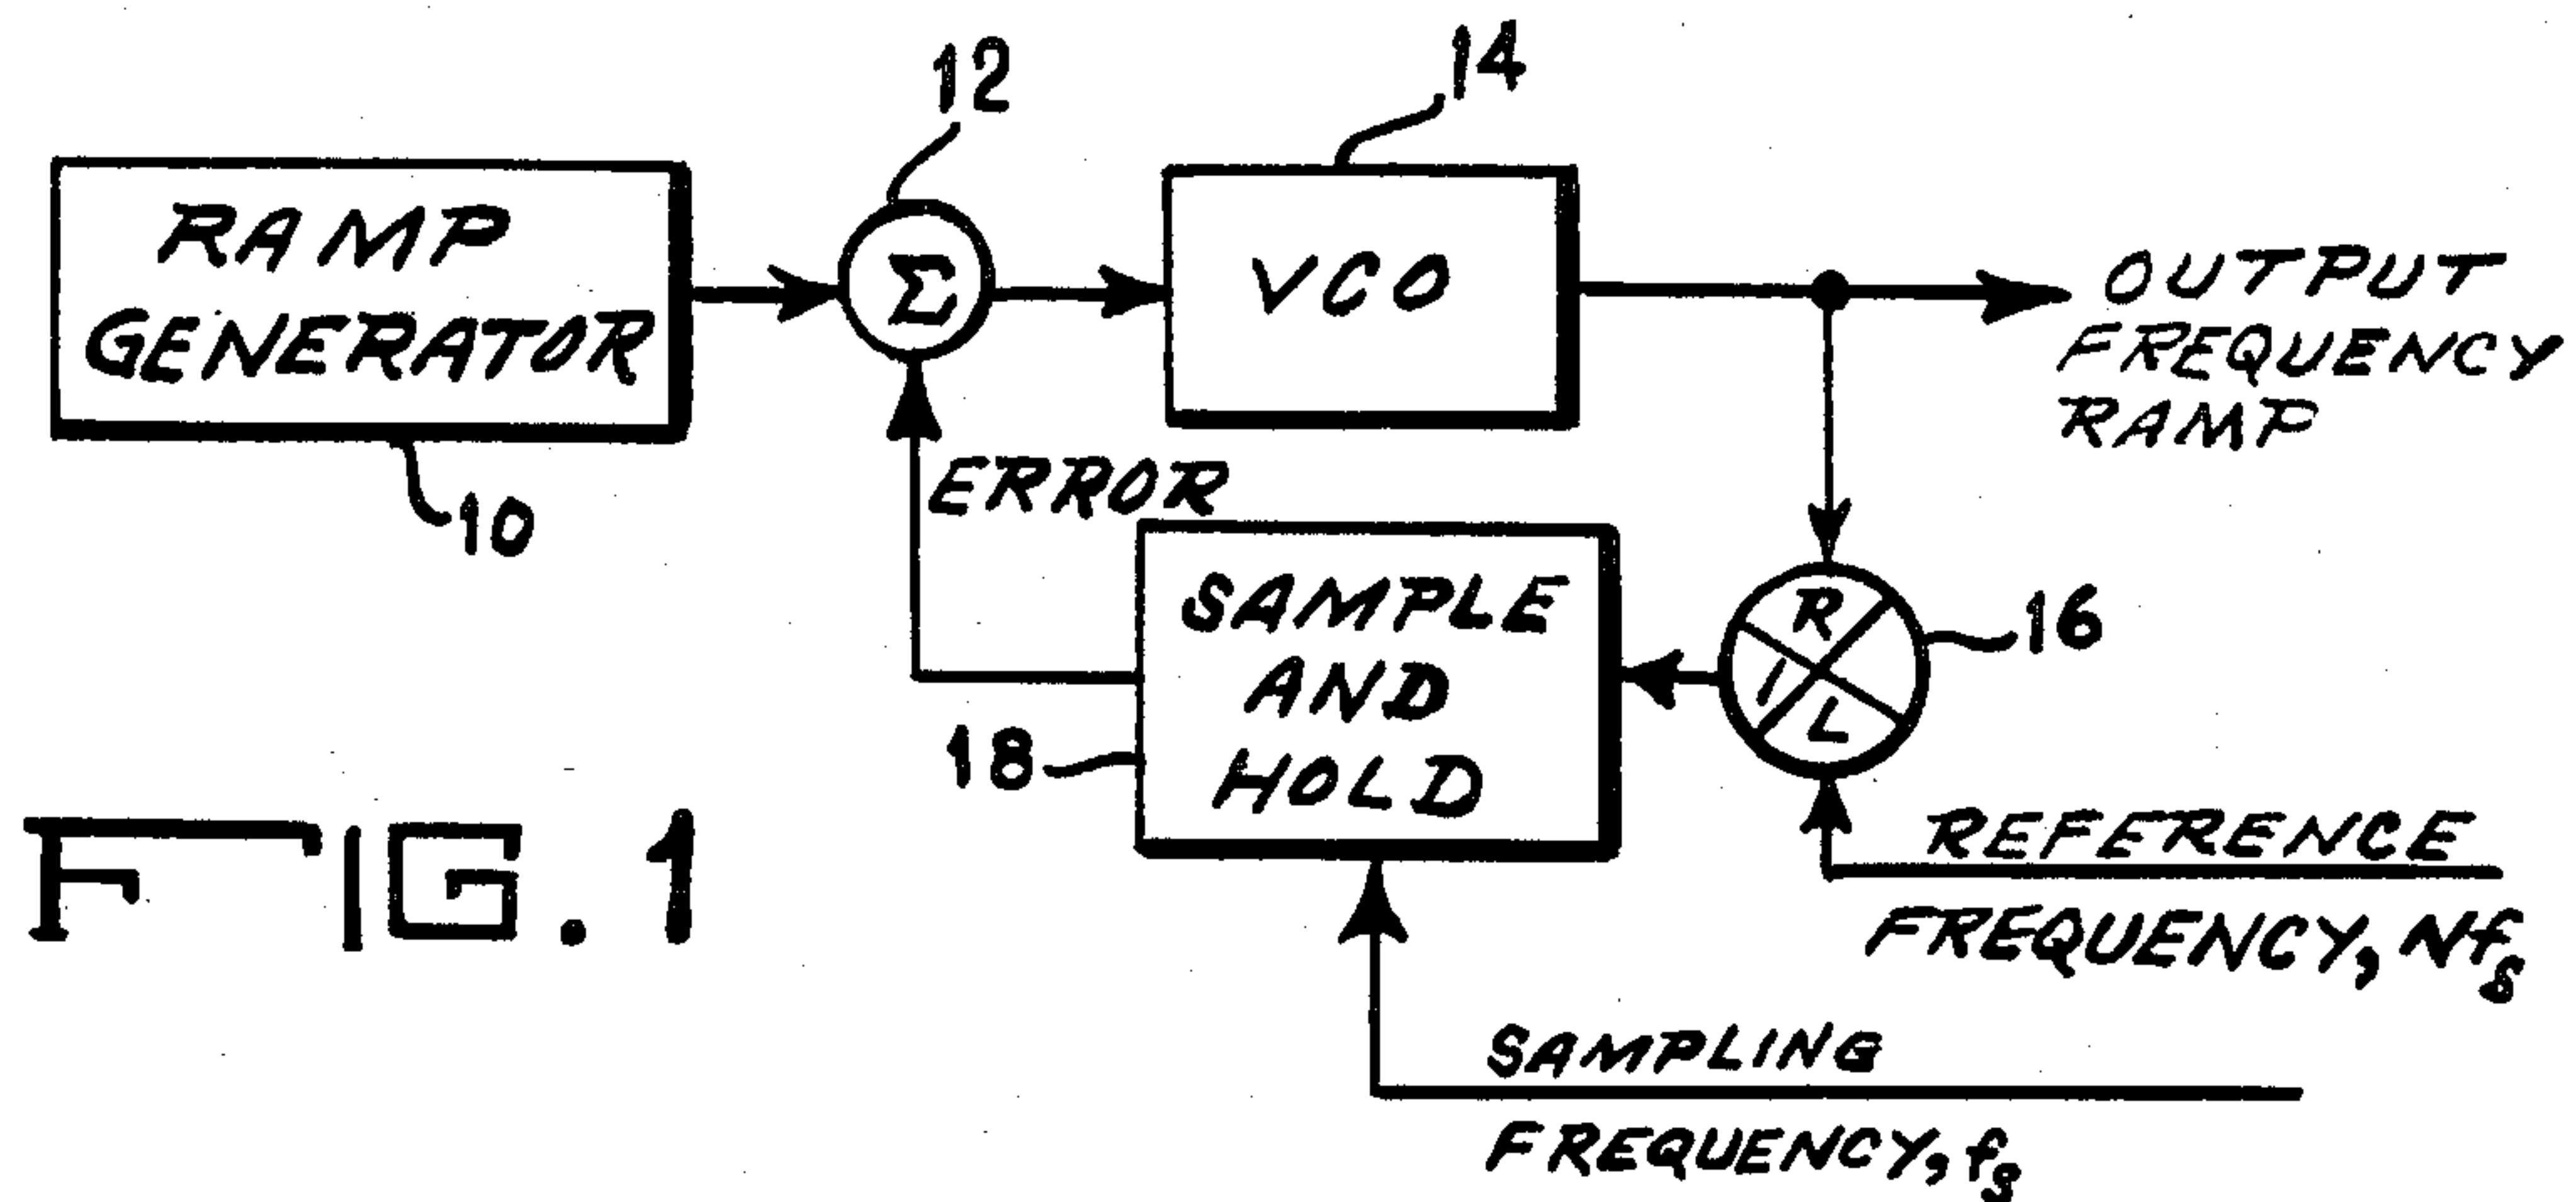 12
14
RAMP
GENERATOR
Σ
VCO
OUTPUT
FREQUENCY
RAMP
10
ERROR
SAMPLE
AND
HOLD
R
I
L
16
18
REFERENCE
FREQUENCY, Nfs
SAMPLING
FREQUENCY, fs
FIG. 1